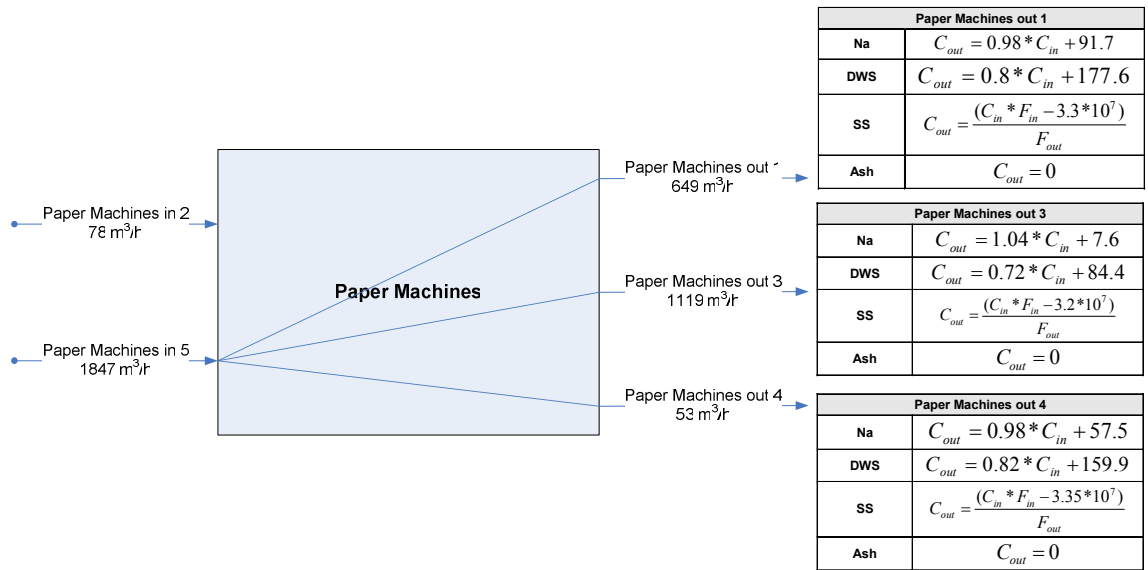 Paper Machines in 2
78 m³/h
Paper Machines in 5
1847 m³/h
Paper Machines
Paper Machines out 1
649 m³/h
Paper Machines out 3
1119 m³/h
Paper Machines out 4
53 m³/h
Paper Machines out 1
Na C_out = 0.98 * C_in + 91.7
DWS C_out = 0.8 * C_in + 177.6
SS C_out = (C_in * F_in − 3.3*10⁷) / F_out
Ash C_out = 0
Paper Machines out 3
Na C_out = 1.04 * C_in + 7.6
DWS C_out = 0.72 * C_in + 84.4
SS C_out = (C_in * F_in − 3.2*10⁷) / F_out
Ash C_out = 0
Paper Machines out 4
Na C_out = 0.98 * C_in + 57.5
DWS C_out = 0.82 * C_in + 159.9
SS C_out = (C_in * F_in − 3.35*10⁷) / F_out
Ash C_out = 0